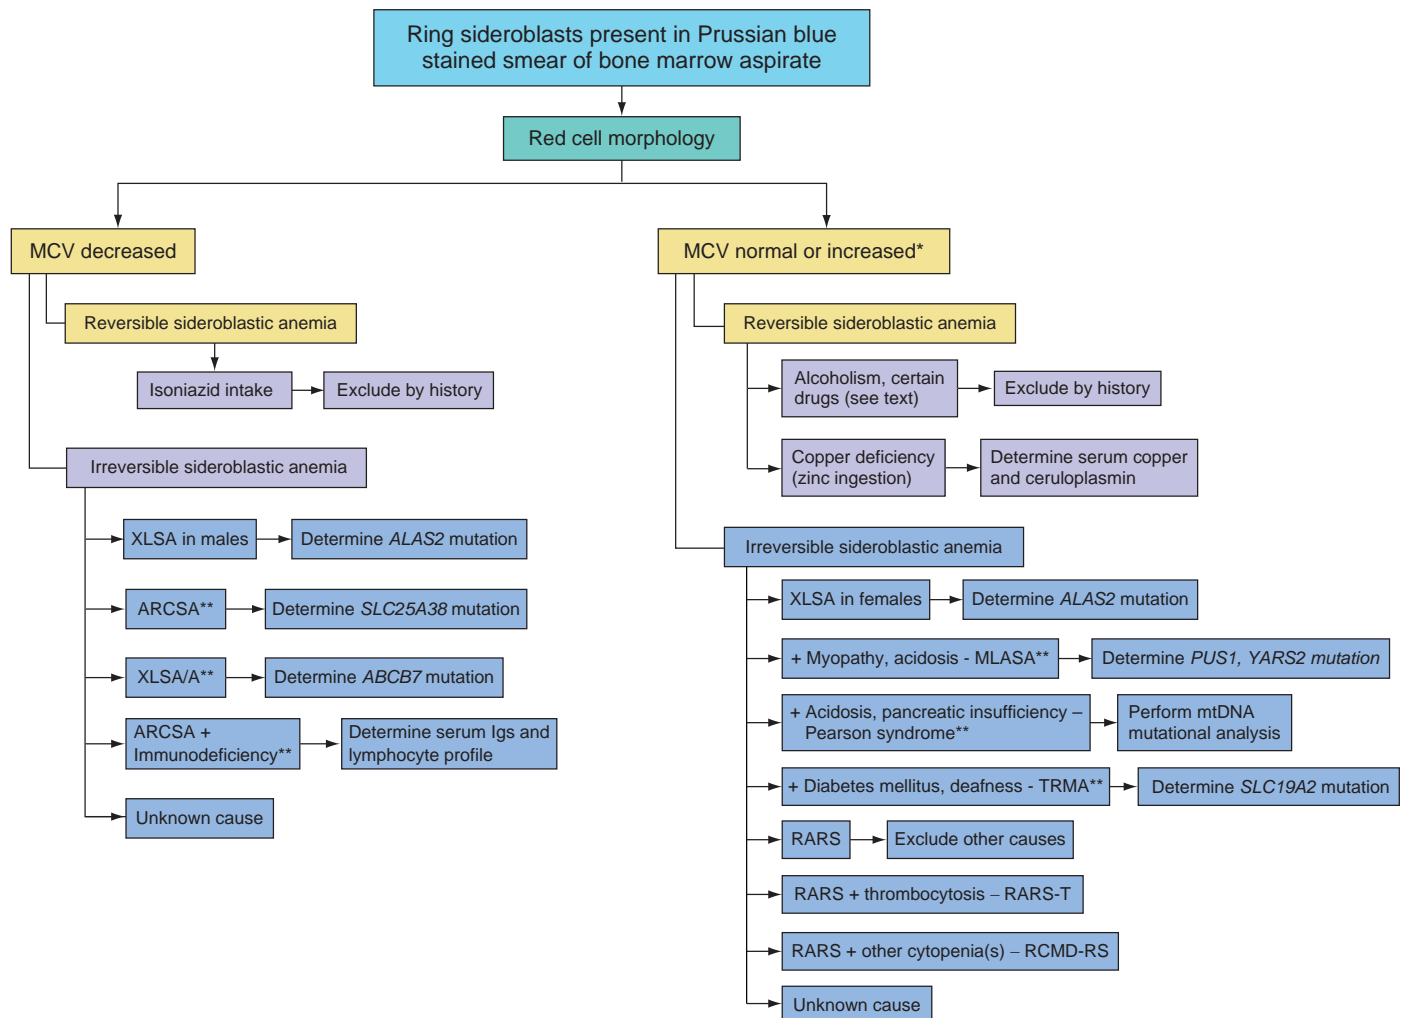 Ring sideroblasts present in Prussian blue
stained smear of bone marrow aspirate
Red cell morphology
MCV decreased
Reversible sideroblastic anemia
Isoniazid intake
Exclude by history
Irreversible sideroblastic anemia
XLSA in males
Determine ALAS2 mutation
ARCSA**
Determine SLC25A38 mutation
XLSA/A**
Determine ABCB7 mutation
ARCSA +
Immunodeficiency**
Determine serum Igs and
lymphocyte profile
Unknown cause
MCV normal or increased*
Reversible sideroblastic anemia
Alcoholism, certain
drugs (see text)
Exclude by history
Copper deficiency
(zinc ingestion)
Determine serum copper
and ceruloplasmin
Irreversible sideroblastic anemia
XLSA in females
Determine ALAS2 mutation
+ Myopathy, acidosis - MLASA**
Determine PUS1, YARS2 mutation
+ Acidosis, pancreatic insufficiency –
Pearson syndrome**
Perform mtDNA
mutational analysis
+ Diabetes mellitus, deafness - TRMA**
Determine SLC19A2 mutation
RARS
Exclude other causes
RARS + thrombocytosis – RARS-T
RARS + other cytopenia(s) – RCMD-RS
Unknown cause